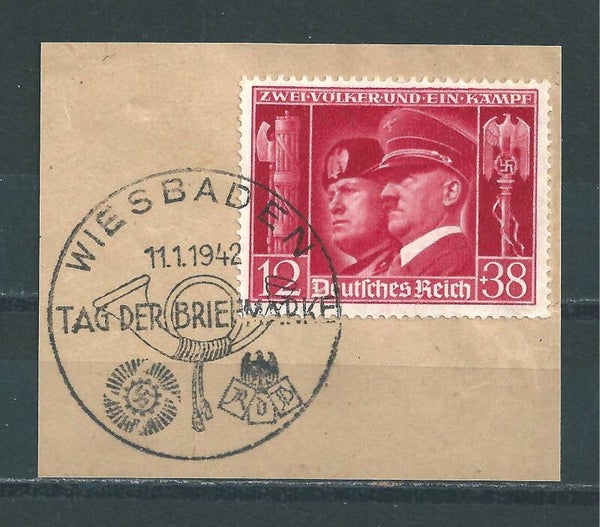 ZWEI·VÖLKER·UND·EIN·KAMPF
12 Deutsches Reich +38
WIESBADEN
11.1.1942
TAG DER BRIEFMARKE